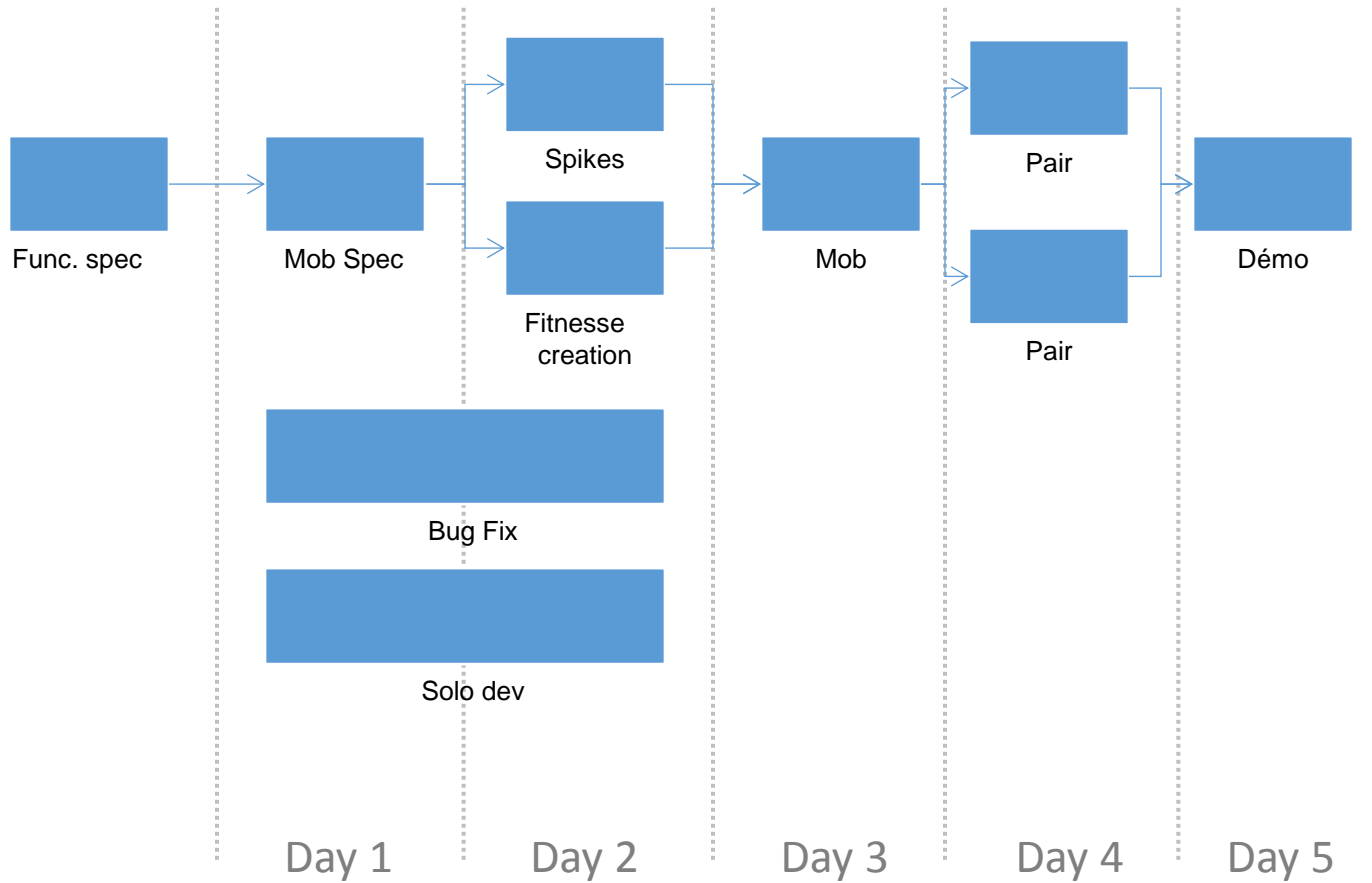 Spikes
Pair
Func. spec
Mob Spec
Mob
Démo
Fitnesse
creation
Pair
Bug Fix
Solo dev
Day 1
Day 2
Day 3
Day 4
Day 5